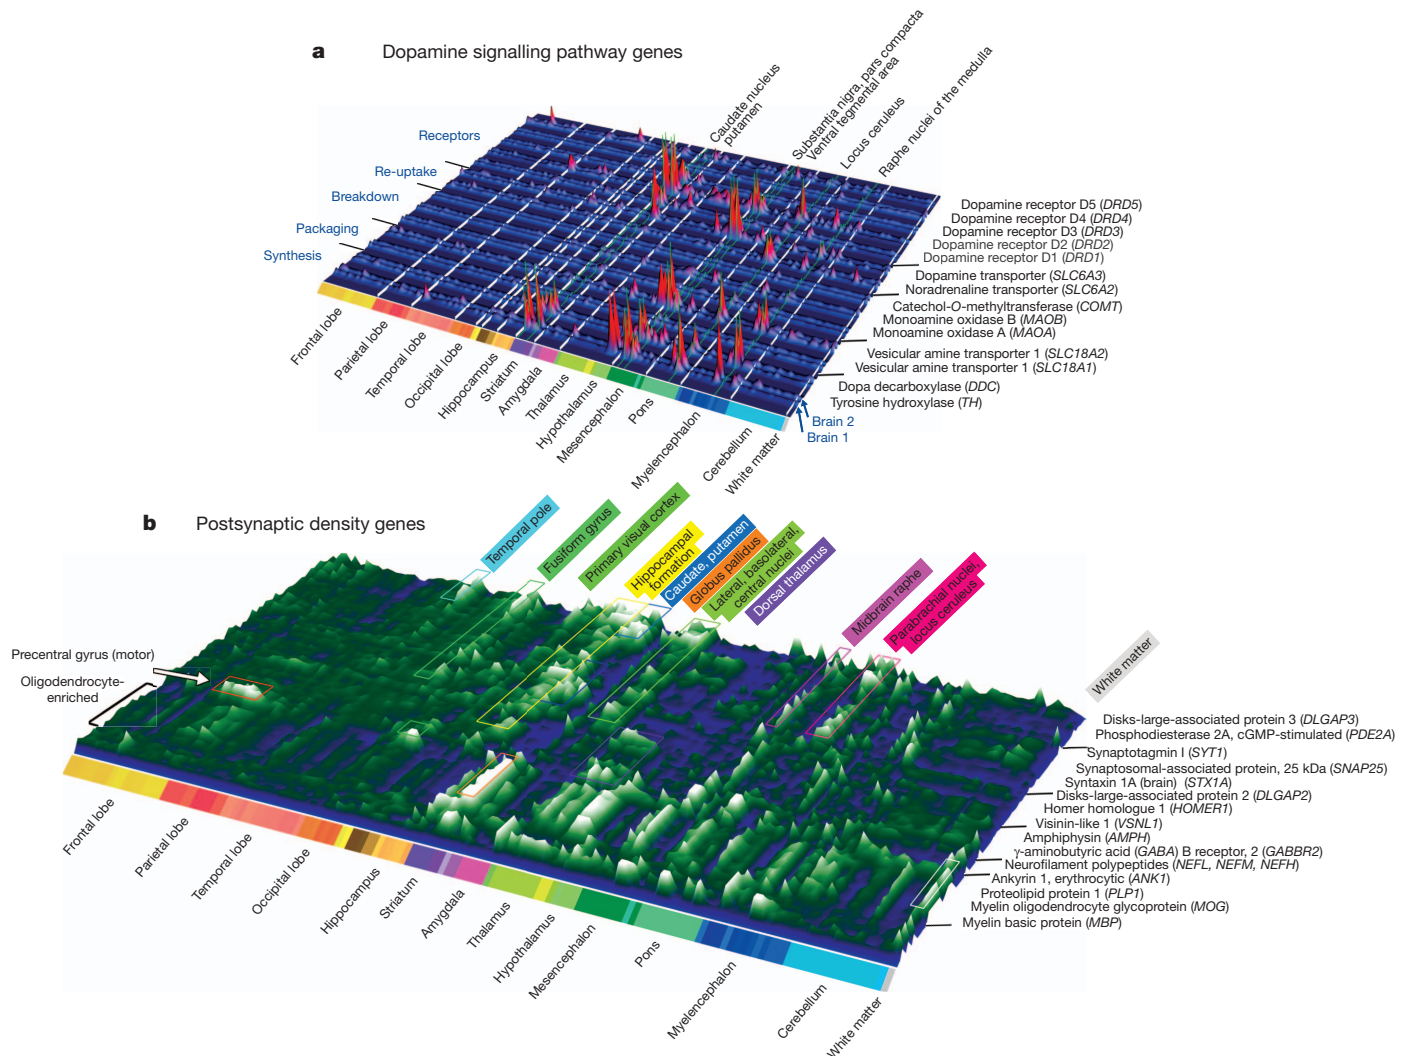 a Dopamine signalling pathway genes
Caudate nucleus
putamen
Substantia nigra, pars compacta
Ventral tegmental area
Locus ceruleus
Raphe nuclei of the medulla
Receptors
Re-uptake
Breakdown
Packaging
Synthesis
Dopamine receptor D5 (DRD5)
Dopamine receptor D4 (DRD4)
Dopamine receptor D3 (DRD3)
Dopamine receptor D2 (DRD2)
Dopamine receptor D1 (DRD1)
Dopamine transporter (SLC6A3)
Noradrenaline transporter (SLC6A2)
Catechol-O-methyltransferase (COMT)
Monoamine oxidase B (MAOB)
Monoamine oxidase A (MAOA)
Vesicular amine transporter 1 (SLC18A2)
Vesicular amine transporter 1 (SLC18A1)
Dopa decarboxylase (DDC)
Tyrosine hydroxylase (TH)
Brain 2
Brain 1
Frontal lobe
Parietal lobe
Temporal lobe
Occipital lobe
Hippocampus
Striatum
Amygdala
Thalamus
Hypothalamus
Mesencephalon
Pons
Myelencephalon
Cerebellum
White matter
b Postsynaptic density genes
Temporal pole
Fusiform gyrus
Primary visual cortex
Hippocampal
formation
Caudate, putamen
Globus pallidus
Lateral, basolateral,
central nuclei
Dorsal thalamus
Midbrain raphe
Parabrachial nuclei,
locus ceruleus
White matter
Precentral gyrus (motor)
Oligodendrocyte-
enriched
Disks-large-associated protein 3 (DLGAP3)
Phosphodiesterase 2A, cGMP-stimulated (PDE2A)
Synaptotagmin I (SYT1)
Synaptosomal-associated protein, 25 kDa (SNAP25)
Syntaxin 1A (brain) (STX1A)
Disks-large-associated protein 2 (DLGAP2)
Homer homologue 1 (HOMER1)
Visinin-like 1 (VSNL1)
Amphiphysin (AMPH)
γ-aminobutyric acid (GABA) B receptor, 2 (GABBR2)
Neurofilament polypeptides (NEFL, NEFM, NEFH)
Ankyrin 1, erythrocytic (ANK1)
Proteolipid protein 1 (PLP1)
Myelin oligodendrocyte glycoprotein (MOG)
Myelin basic protein (MBP)
Frontal lobe
Parietal lobe
Temporal lobe
Occipital lobe
Hippocampus
Striatum
Amygdala
Thalamus
Hypothalamus
Mesencephalon
Pons
Myelencephalon
Cerebellum
White matter